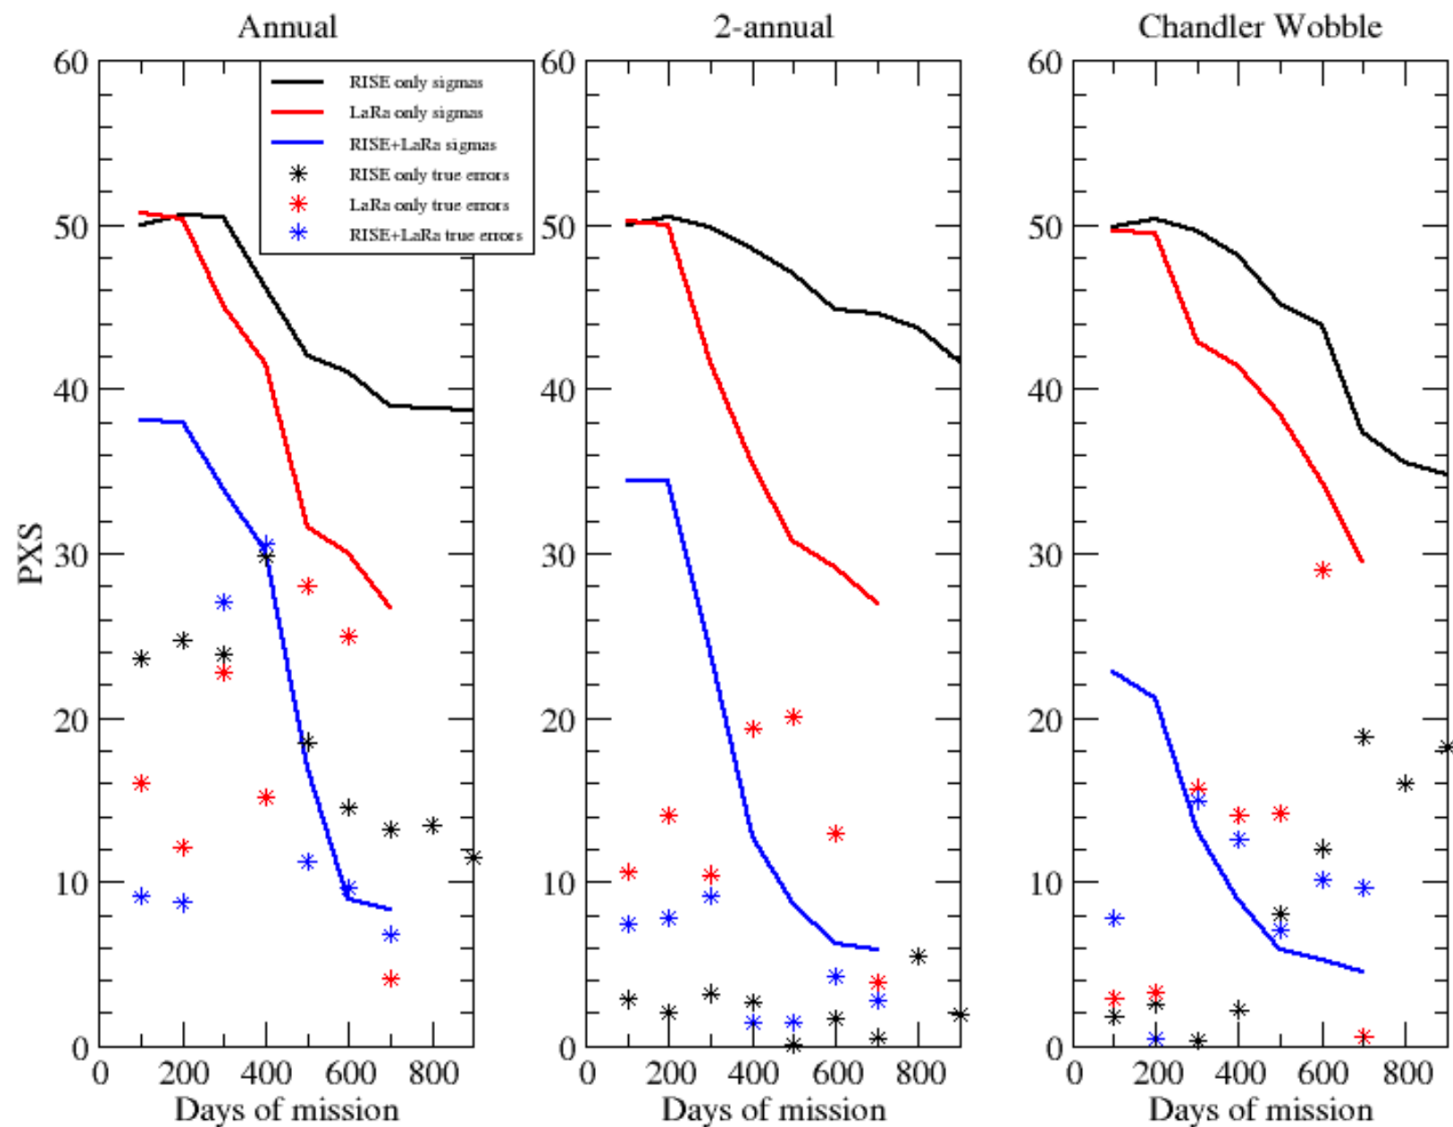 Annual
2-annual
Chandler Wobble
RISE only sigmas
LaRa only sigmas
RISE+LaRa sigmas
RISE only true errors
LaRa only true errors
RISE+LaRa true errors
PXS
60
50
40
30
20
10
0
60
50
40
30
20
10
0
60
50
40
30
20
10
0
0 200 400 600 800
0 200 400 600 800
0 200 400 600 800
Days of mission
Days of mission
Days of mission